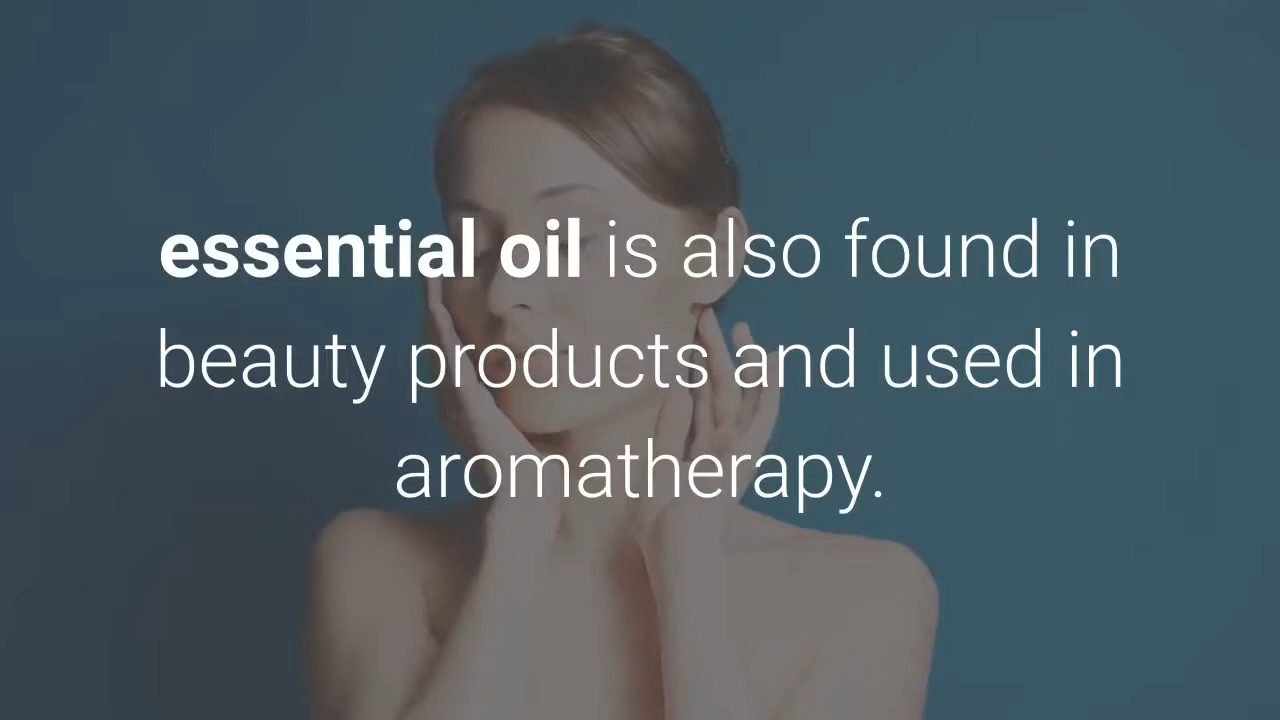 essential oil is also found in
beauty products and used in
aromatherapy.